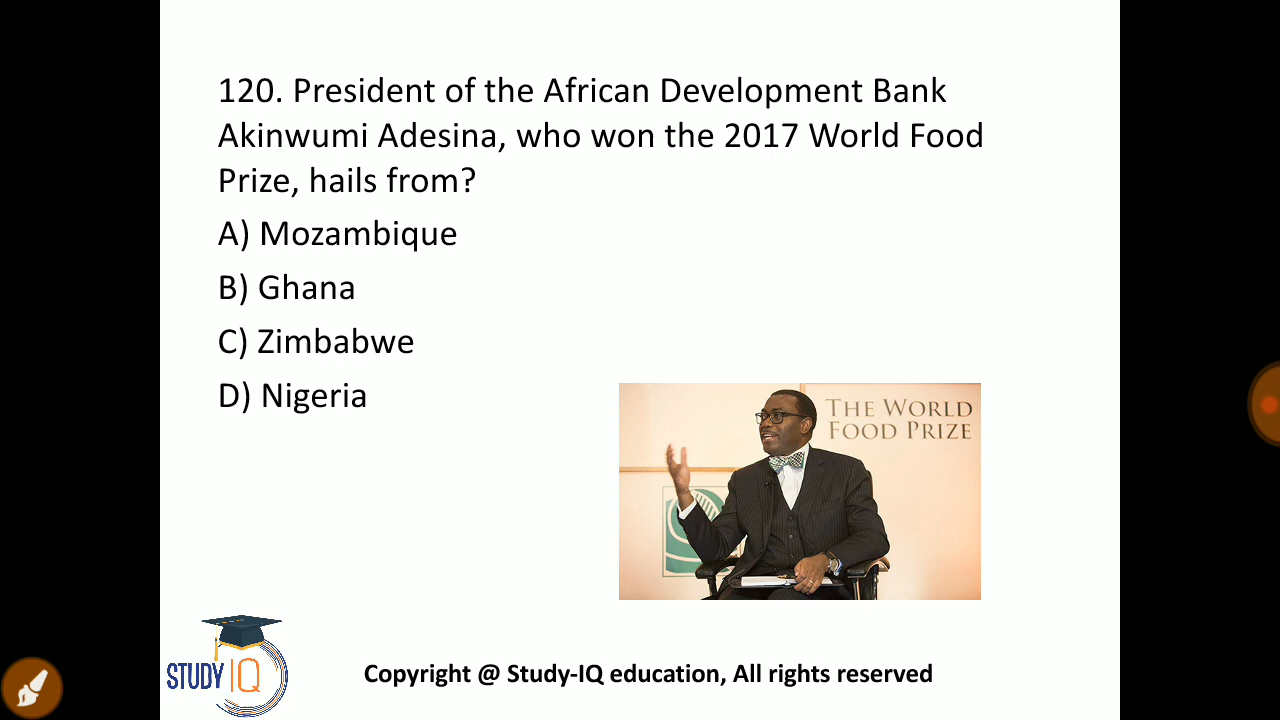 120. President of the African Development Bank
Akinwumi Adesina, who won the 2017 World Food
Prize, hails from?
A) Mozambique
B) Ghana
C) Zimbabwe
D) Nigeria
THE WORLD
FOOD PRIZE
STUDY IQ
Copyright @ Study-IQ education, All rights reserved